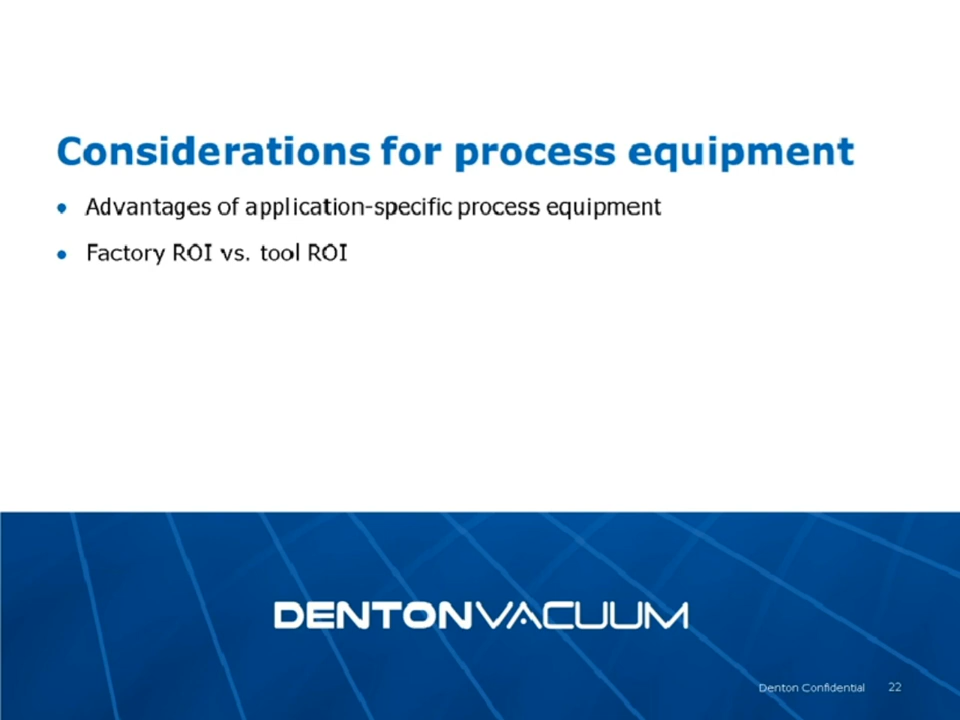 Considerations for process equipment
• Advantages of application-specific process equipment
• Factory ROI vs. tool ROI
DENTONVACUUM
Denton Confidential 22